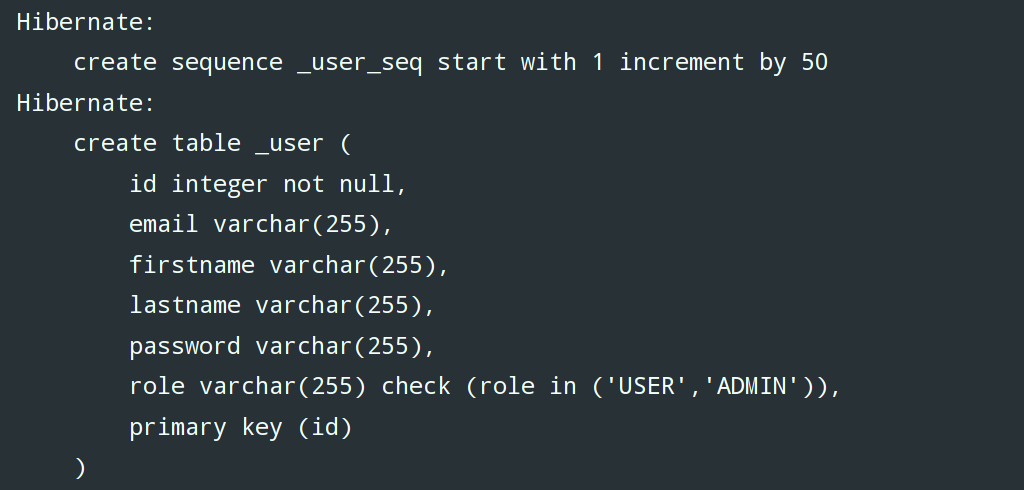 Hibernate:
    create sequence _user_seq start with 1 increment by 50
Hibernate:
    create table _user (
        id integer not null,
        email varchar(255),
        firstname varchar(255),
        lastname varchar(255),
        password varchar(255),
        role varchar(255) check (role in ('USER','ADMIN')),
        primary key (id)
    )